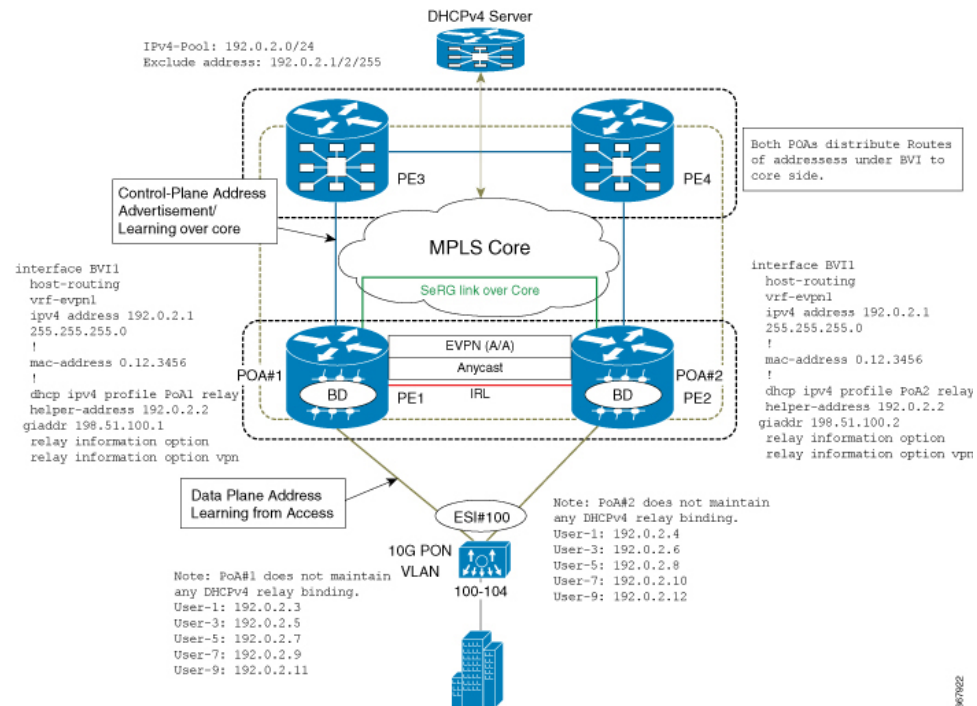 DHCPv4 Server
IPv4-Pool: 192.0.2.0/24
Exclude address: 192.0.2.1/2/255
PE3
PE4
Both POAs distribute Routes
of addressess under BVI to
core side.
Control-Plane Address
Advertisement/
Learning over core
MPLS Core
SeRG link over Core
interface BVI1
host-routing
vrf-evpn1
ipv4 address 192.0.2.1
255.255.255.0
!
mac-address 0.12.3456
!
dhcp ipv4 profile PoA1 relay
helper-address 192.0.2.2
giaddr 198.51.100.1
relay information option
relay information option vpn
POA#1
BD
PE1
EVPN (A/A)
Anycast
IRL
BD
POA#2
PE2
interface BVI1
host-routing
vrf-evpn1
ipv4 address 192.0.2.1
255.255.255.0
!
mac-address 0.12.3456
!
dhcp ipv4 profile PoA2 relay
helper-address 192.0.2.2
giaddr 198.51.100.2
relay information option
relay information option vpn
Data Plane Address
Learning from Access
ESI#100
10G PON
VLAN
100-104
Note: PoA#1 does not maintain
any DHCPv4 relay binding.
User-1: 192.0.2.3
User-3: 192.0.2.5
User-5: 192.0.2.7
User-7: 192.0.2.9
User-9: 192.0.2.11
Note: PoA#2 does not maintain
any DHCPv4 relay binding.
User-1: 192.0.2.4
User-3: 192.0.2.6
User-5: 192.0.2.8
User-7: 192.0.2.10
User-9: 192.0.2.12